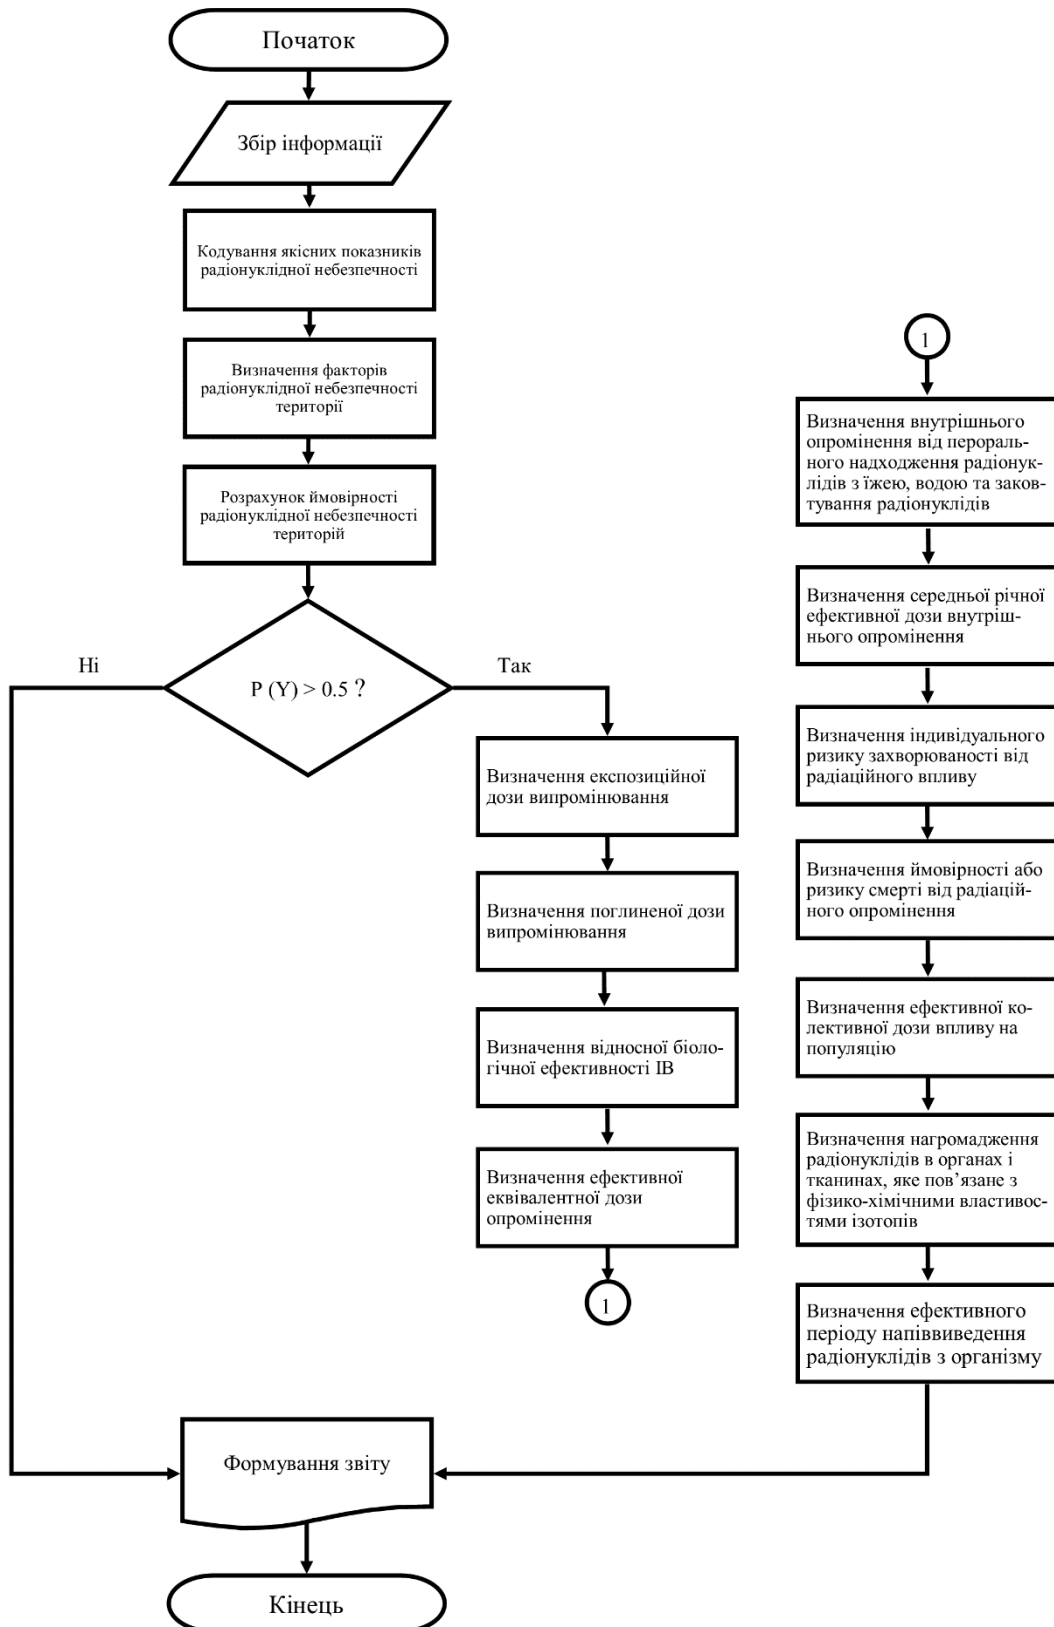 Початок
Збір інформації
Кодування якісних показників
радіонуклідної небезпечності
Визначення факторів
радіонуклідної небезпечності
території
Розрахунок ймовірності
радіонуклідної небезпечності
територій
P (Y) > 0.5 ?
Ні
Так
Визначення експозиційної
дози випромінювання
Визначення поглиненої дози
випромінювання
Визначення відносної біоло-
гічної ефективності ІВ
Визначення ефективної
еквівалентної дози
опромінення
1
1
Визначення внутрішнього
опромінення від перораль-
ного надходження радіонук-
лідів з їжею, водою та заков-
тування радіонуклідів
Визначення середньої річної
ефективної дози внутріш-
нього опромінення
Визначення індивідуального
ризику захворюваності від
радіаційного впливу
Визначення ймовірності або
ризику смерті від радіацій-
ного опромінення
Визначення ефективної ко-
лективної дози впливу на
популяцію
Визначення нагромадження
радіонуклідів в органах і
тканинах, яке пов’язане з
фізико-хімічними властивос-
тями ізотопів
Визначення ефективного
періоду напіввиведення
радіонуклідів з організму
Формування звіту
Кінець